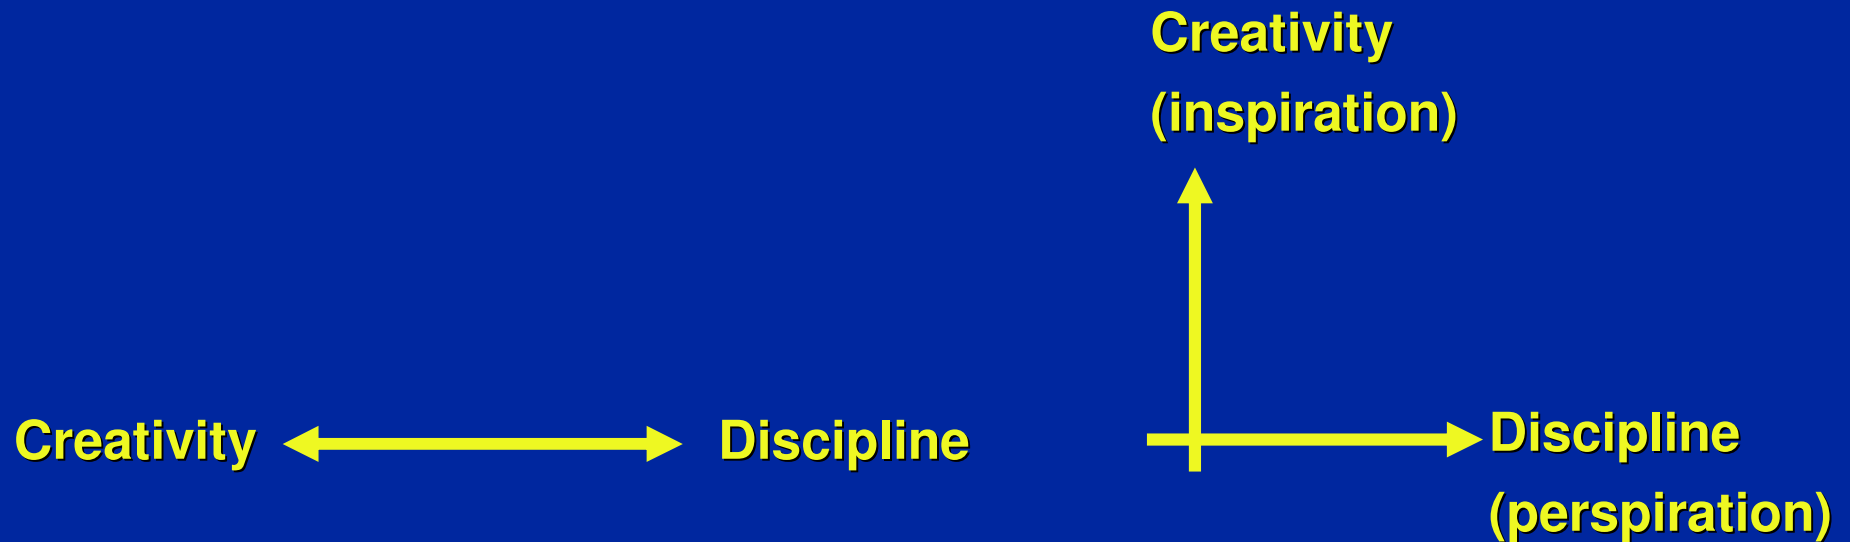 Creativity
Discipline
Creativity
(inspiration)
Discipline
(perspiration)